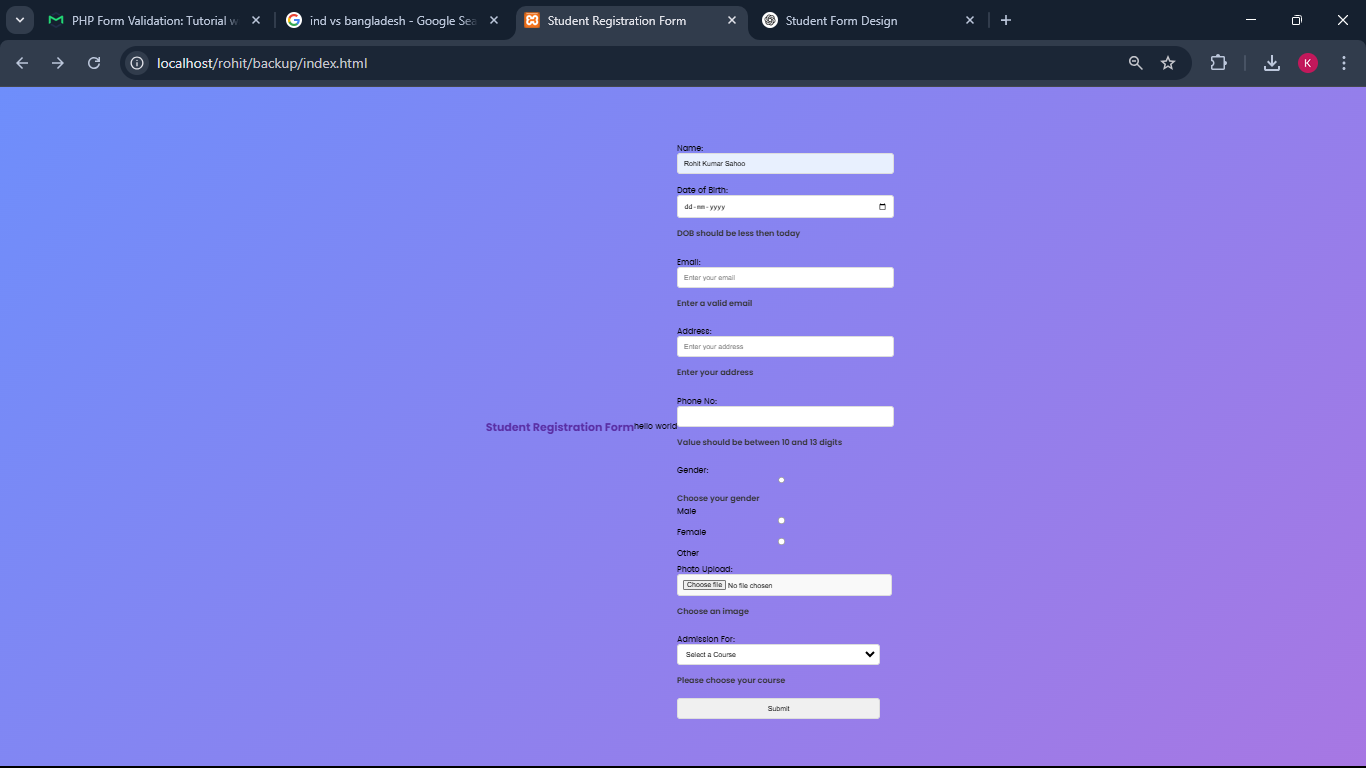 PHP Form Validation: Tutorial w
ind vs bangladesh - Google Sea
Student Registration Form
Student Form Design
localhost/rohit/backup/index.html
K
Name:
Rohit Kumar Sahoo
Date of Birth:
dd-mm-yyyy
DOB should be less then today
Email:
Enter your email
Enter a valid email
Address:
Enter your address
Enter your address
Phone No:
Student Registration Form hello world
Value should be between 10 and 13 digits
Gender:
Choose your gender
Male
Female
Other
Photo Upload:
Choose file No file chosen
Choose an image
Admission For:
Select a Course
Please choose your course
Submit